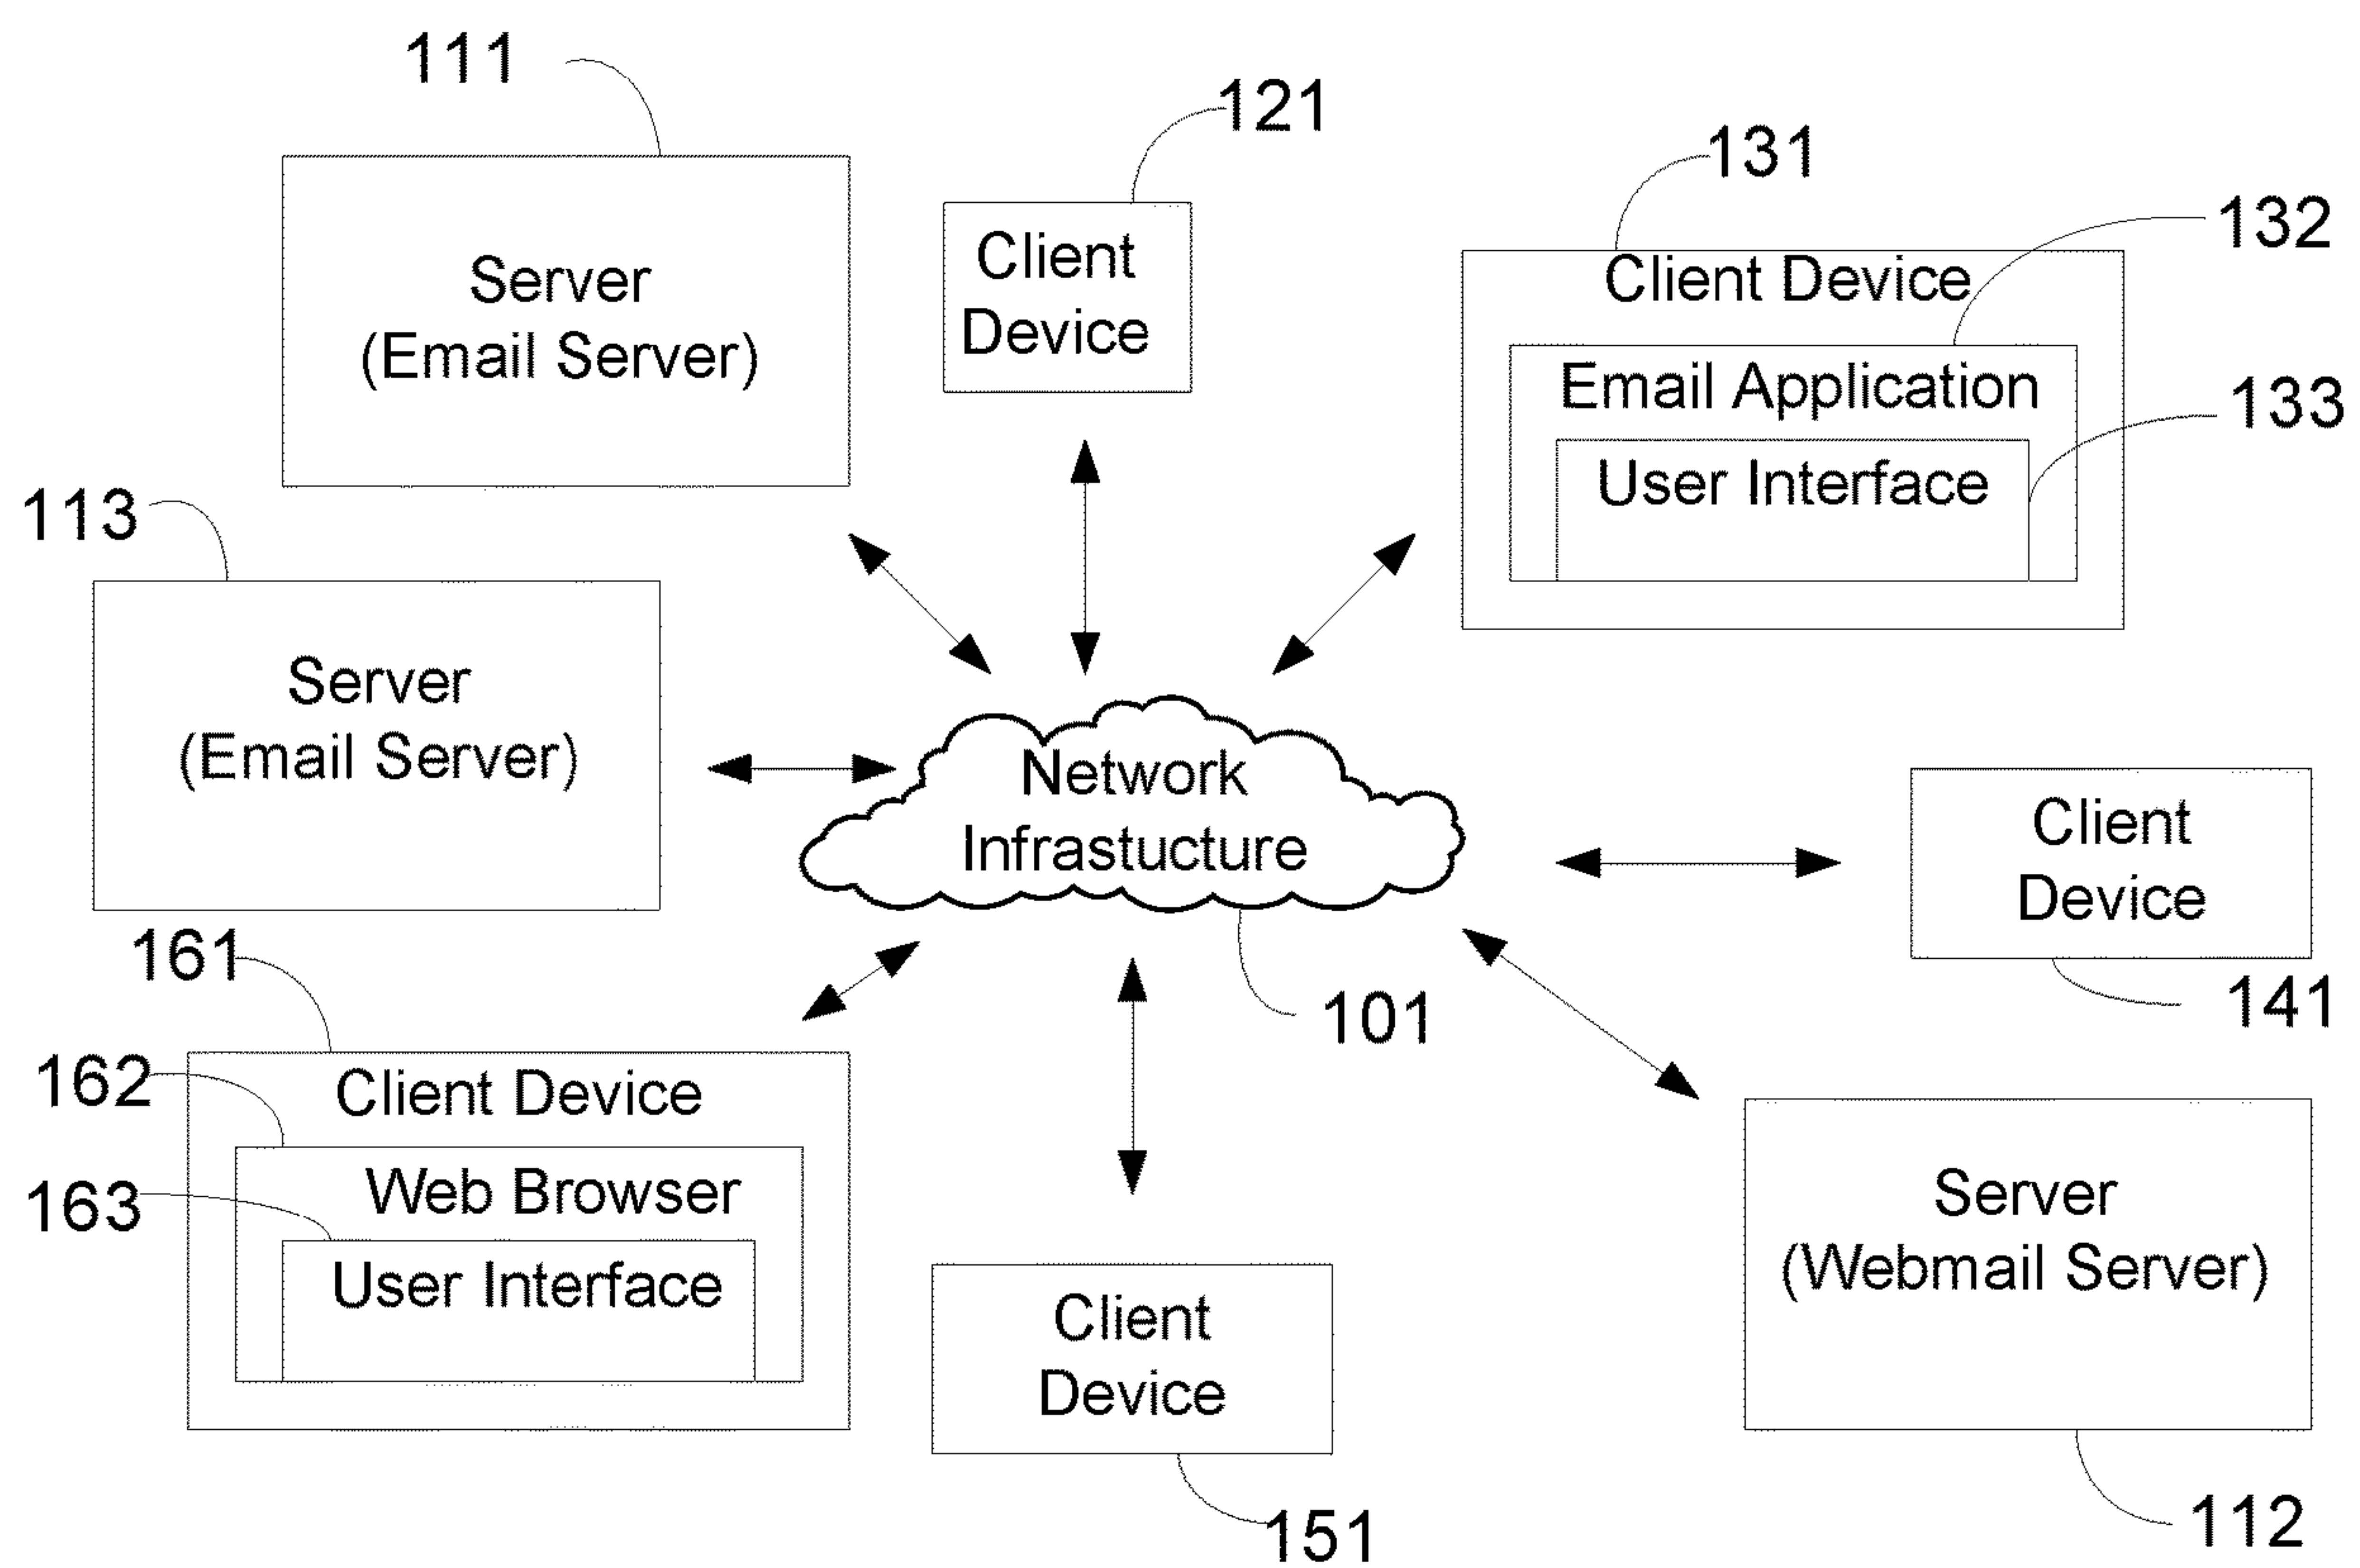 111
121
131
132
133
Server
(Email Server)
Client
Device
Client Device
Email Application
User Interface
113
Server
(Email Server)
Network
Infrastucture
101
Client
Device
141
161
162
163
Client Device
Web Browser
User Interface
Client
Device
151
Server
(Webmail Server)
112